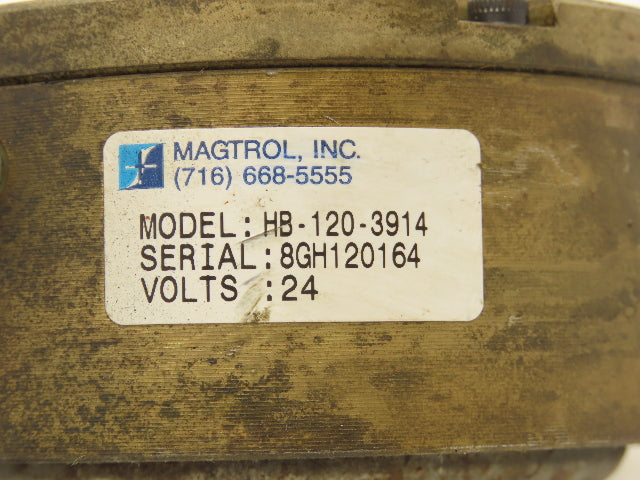 MAGTROL, INC.
(716) 668-5555
MODEL: HB-120-3914
SERIAL: 8GH120164
VOLTS :24